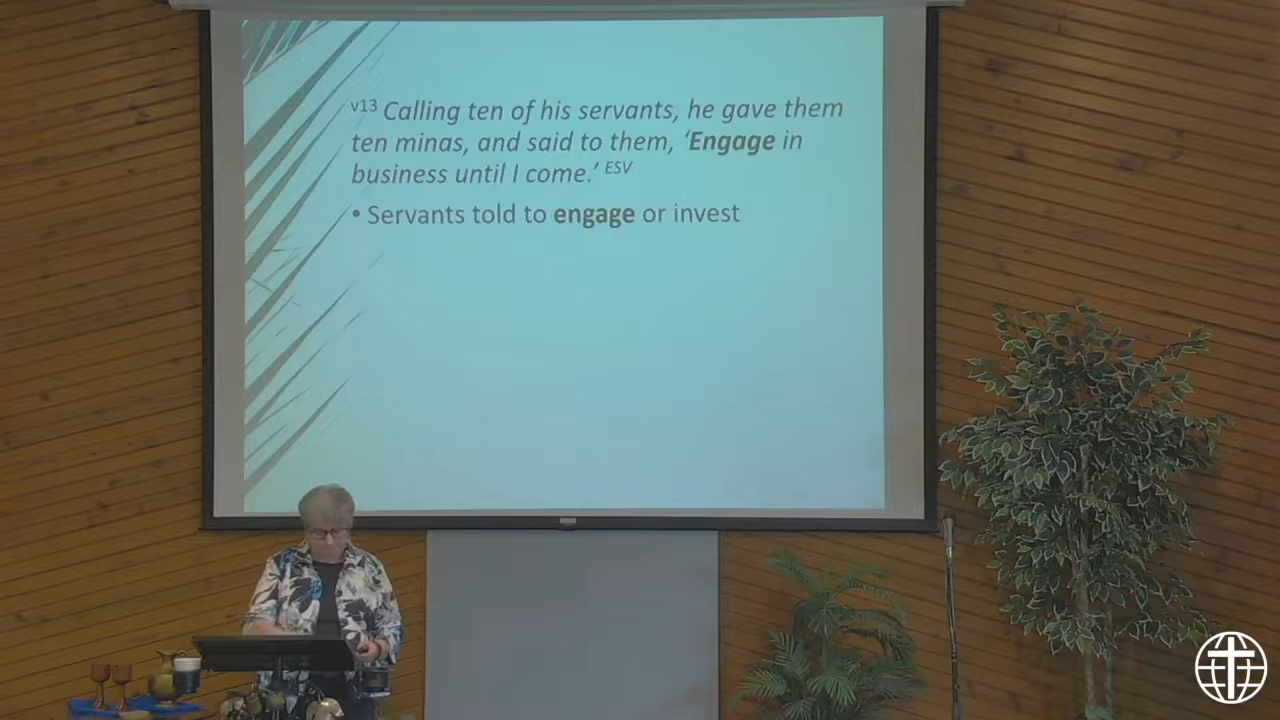 v13 Calling ten of his servants, he gave them
ten minas, and said to them, ‘Engage in
business until I come.’ ESV
• Servants told to engage or invest